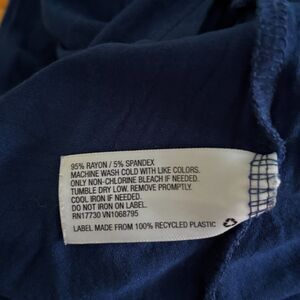 95% RAYON / 5% SPANDEX
MACHINE WASH COLD WITH LIKE COLORS.
ONLY NON-CHLORINE BLEACH IF NEEDED.
TUMBLE DRY LOW. REMOVE PROMPTLY.
COOL IRON IF NEEDED.
DO NOT IRON ON LABEL.
RN17730 VN1068795
LABEL MADE FROM 100% RECYCLED PLASTIC